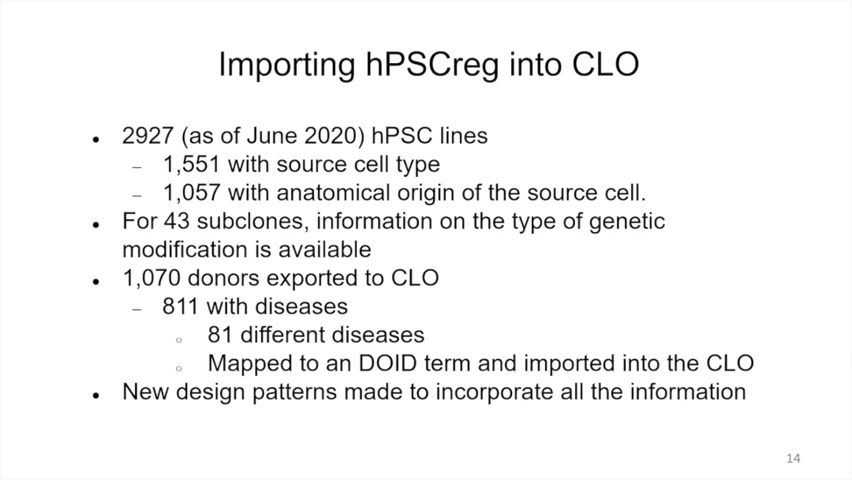 Importing hPSCreg into CLO
• 2927 (as of June 2020) hPSC lines
– 1,551 with source cell type
– 1,057 with anatomical origin of the source cell.
• For 43 subclones, information on the type of genetic
modification is available
• 1,070 donors exported to CLO
– 811 with diseases
○ 81 different diseases
○ Mapped to an DOID term and imported into the CLO
• New design patterns made to incorporate all the information
14